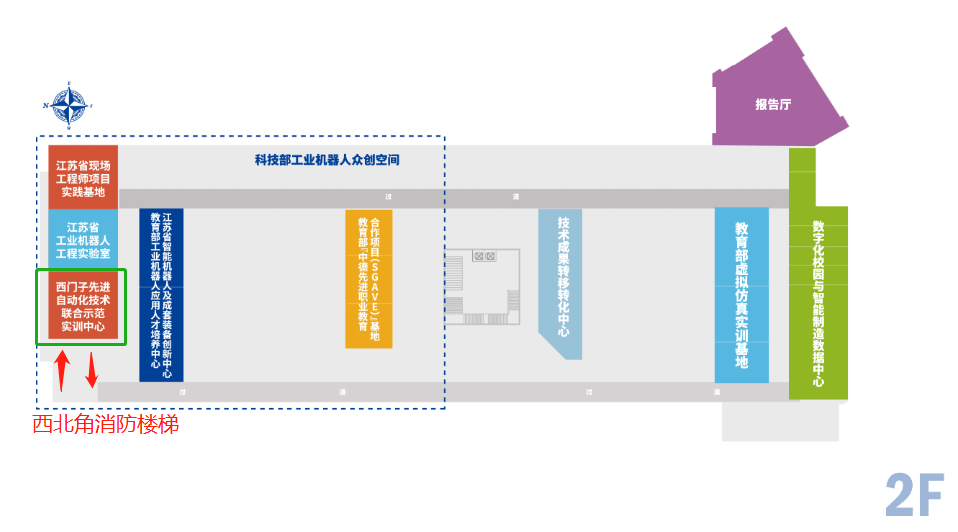 报告厅
E
N
S
W
科技部工业机器人众创空间
江苏省现场
工程师项目
实践基地
过
道
江苏省
工业机器人
工程实验室
西门子先进
自动化技术
联合示范
实训中心
江苏省智能机器人及成套装备创新中心
教育部工业机器人应用人才培养中心
合作项目(SGAVE)」基地
教育部「中德先进职业教育
技术成果转移转化中心
教育部虚拟仿真实训基地
数字化校园与智能制造数据中心
过
道
过
道
西北角消防楼梯
2F